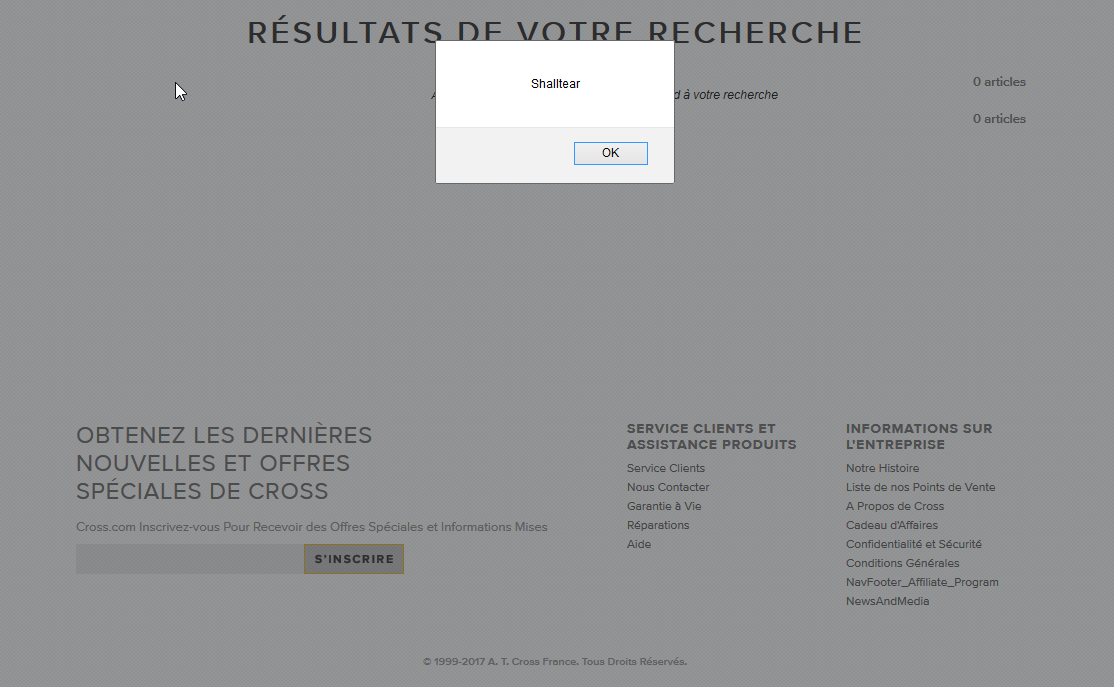 RÉSULTATS DE VOTRE RECHERCHE
Shalltear
d à votre recherche
OK
0 articles
0 articles
OBTENEZ LES DERNIÈRES
NOUVELLES ET OFFRES
SPÉCIALES DE CROSS
Cross.com Inscrivez-vous Pour Recevoir des Offres Spéciales et Informations Mises
S'INSCRIRE
SERVICE CLIENTS ET
ASSISTANCE PRODUITS
Service Clients
Nous Contacter
Garantie à Vie
Réparations
Aide
INFORMATIONS SUR
L'ENTREPRISE
Notre Histoire
Liste de nos Points de Vente
A Propos de Cross
Cadeau d'Affaires
Confidentialité et Sécurité
Conditions Générales
NavFooter_Affiliate_Program
NewsAndMedia
© 1999-2017 A. T. Cross France. Tous Droits Réservés.